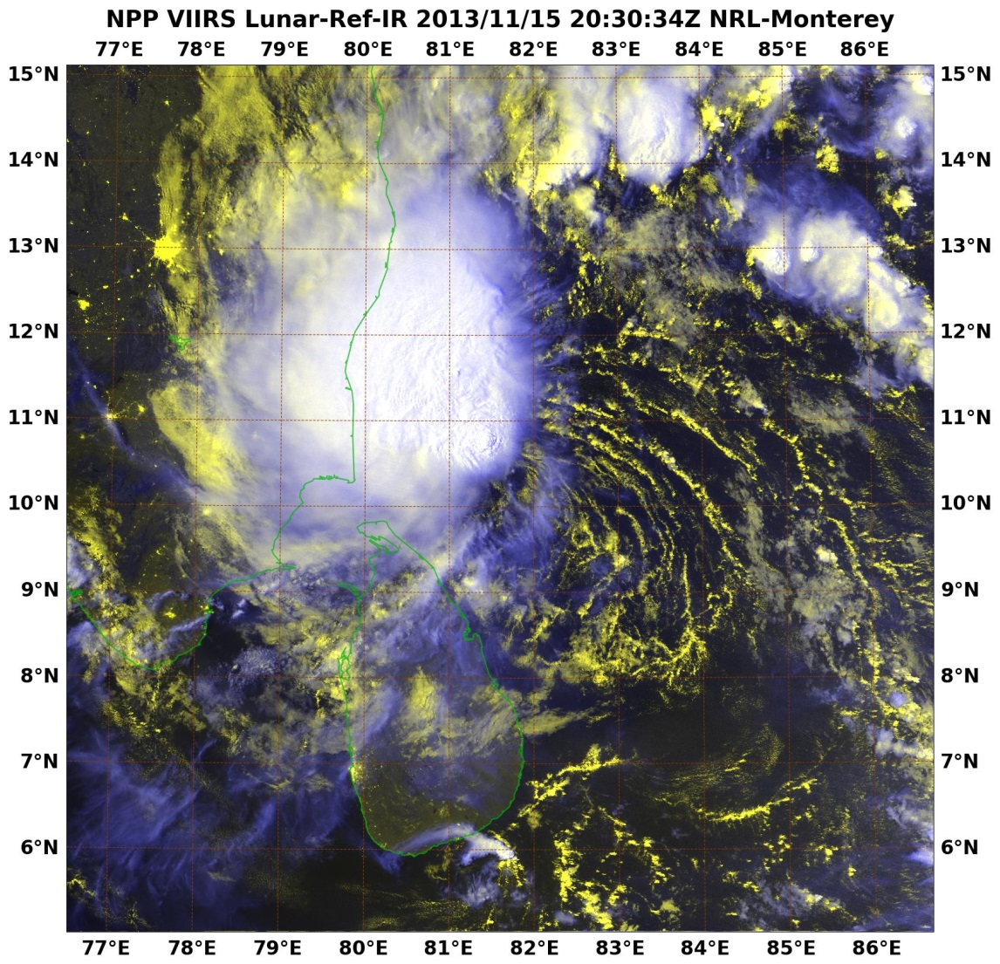 NPP VIIRS Lunar-Ref-IR 2013/11/15 20:30:34Z NRL-Monterey
77°E 78°E 79°E 80°E 81°E 82°E 83°E 84°E 85°E 86°E
15°N 15°N
14°N 14°N
13°N 13°N
12°N 12°N
11°N 11°N
10°N 10°N
9°N 9°N
8°N 8°N
7°N 7°N
6°N 6°N
77°E 78°E 79°E 80°E 81°E 82°E 83°E 84°E 85°E 86°E